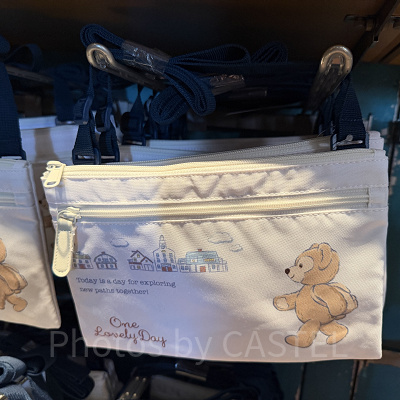 Today is a day for exploring
new paths together!
One
Lovely Day
Photos by CASTEL